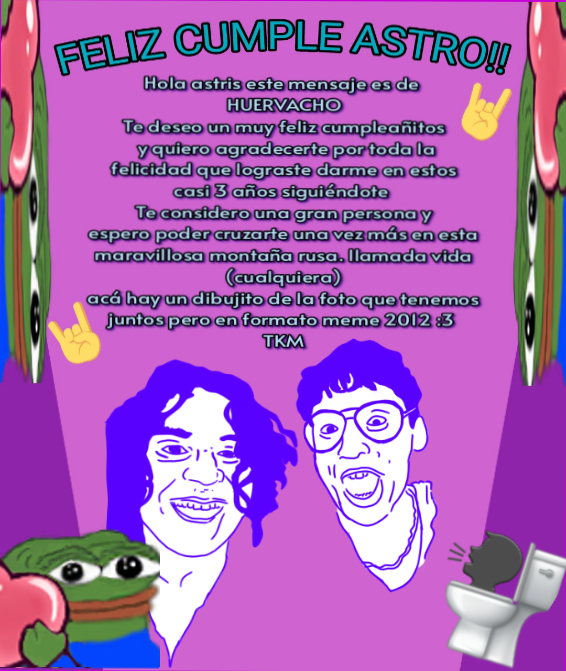 FELIZ CUMPLE ASTRO!!
Hola astris este mensaje es de
HUERVACHO
Te deseo un muy feliz cumpleañitos
y quiero agradecerte por toda la
felicidad que lograste darme en estos
casi 3 años siguiéndote
Te considero una gran persona y
espero poder cruzarte una vez más en esta
maravillosa montaña rusa. llamada vida
(cualquiera)
acá hay un dibujito de la foto que tenemos
juntos pero en formato meme 2012 :3
TKM